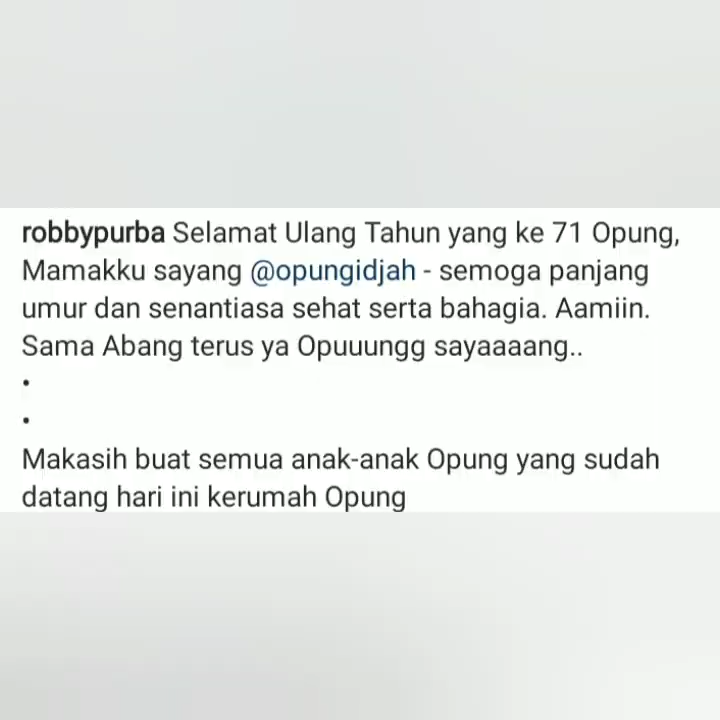 robbypurba Selamat Ulang Tahun yang ke 71 Opung,
Mamakku sayang @opungidjah - semoga panjang
umur dan senantiasa sehat serta bahagia. Aamiin.
Sama Abang terus ya Opuuungg sayaaaang..
•
•
Makasih buat semua anak-anak Opung yang sudah
datang hari ini kerumah Opung